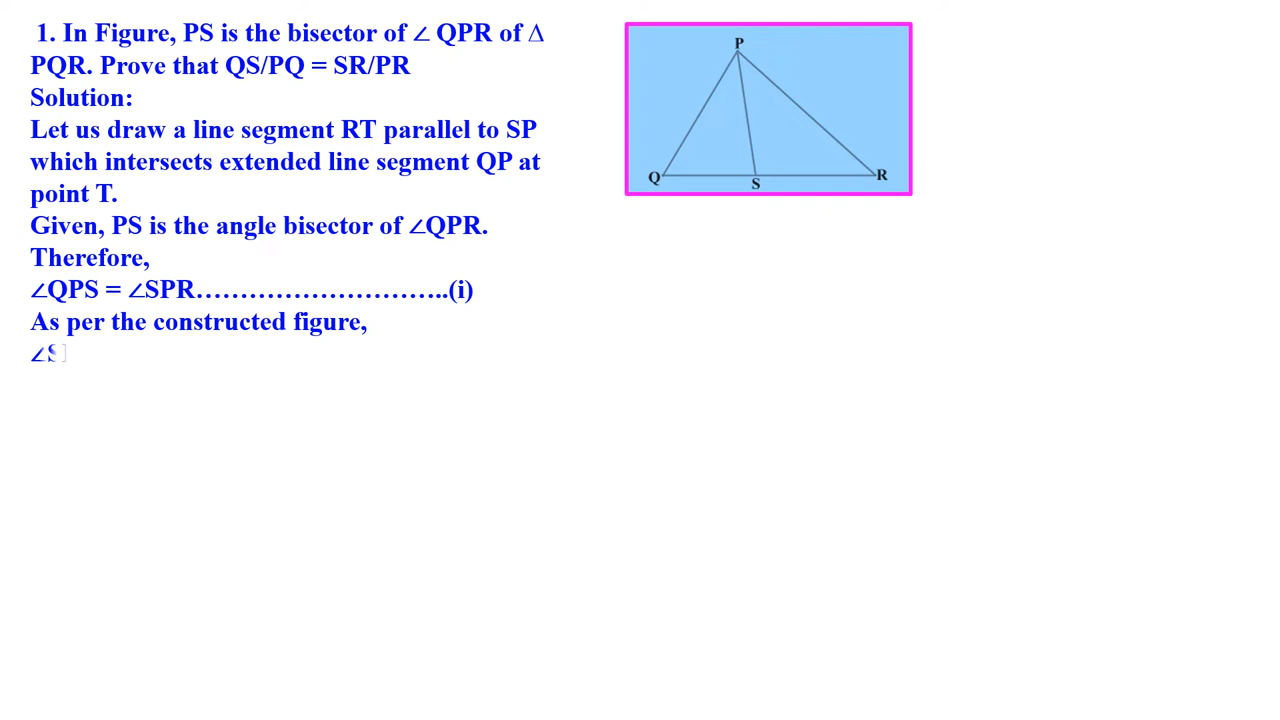 1. In Figure, PS is the bisector of ∠ QPR of ∆
PQR. Prove that QS/PQ = SR/PR
Solution:
Let us draw a line segment RT parallel to SP
which intersects extended line segment QP at
point T.
Given, PS is the angle bisector of ∠QPR.
Therefore,
∠QPS = ∠SPR………………………..(i)
As per the constructed figure,
∠S
P
Q
S
R